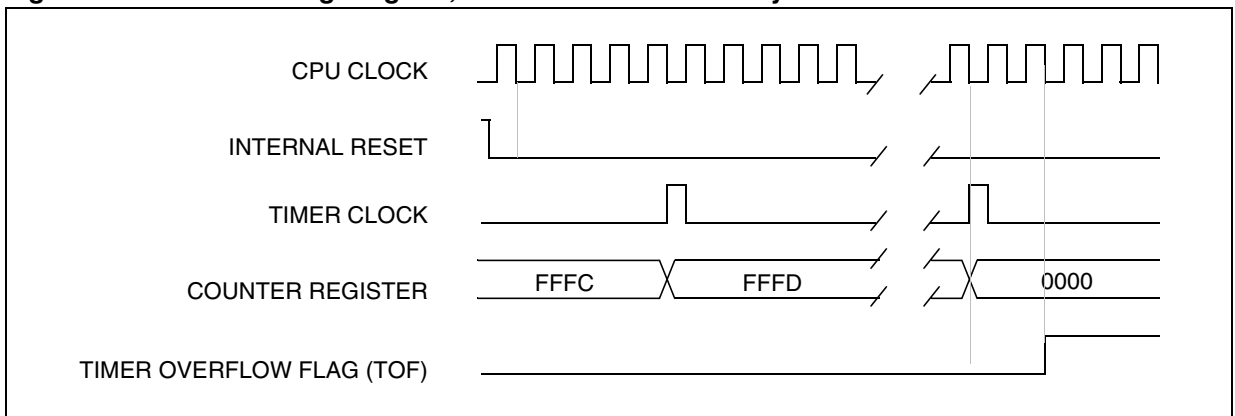 CPU CLOCK
INTERNAL RESET
TIMER CLOCK
COUNTER REGISTER FFFC FFFD 0000
TIMER OVERFLOW FLAG (TOF)